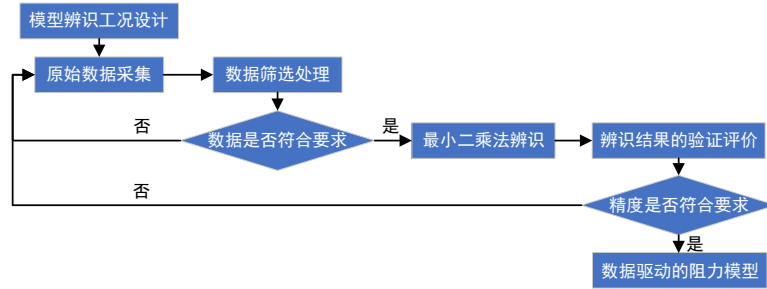 模型辨识工况设计
原始数据采集
数据筛选处理
否
数据是否符合要求
是
最小二乘法辨识
辨识结果的验证评价
否
精度是否符合要求
是
数据驱动的阻力模型